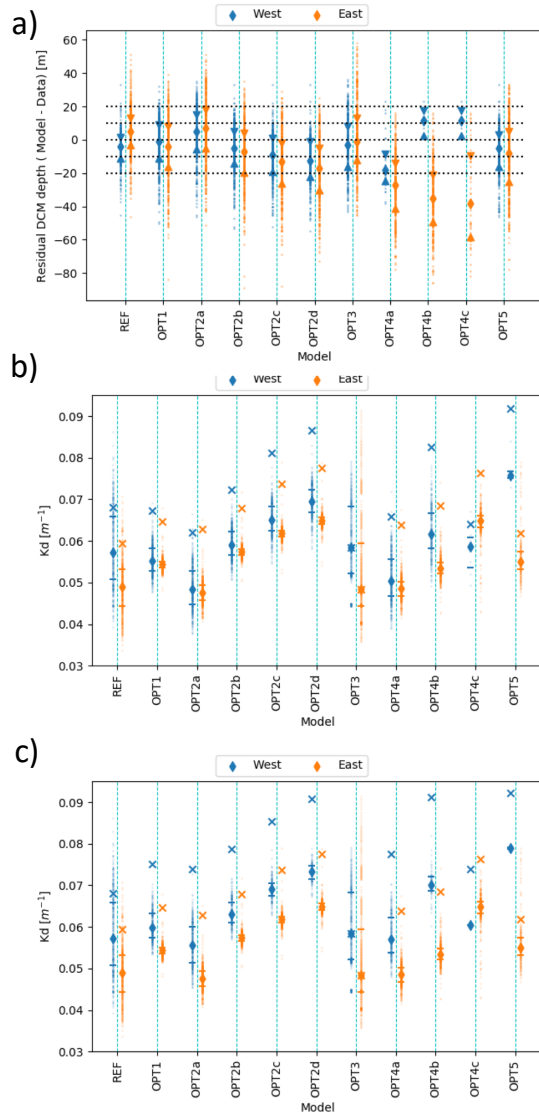 a)
West East
60
40
20
0
−20
−40
−60
−80
Residual DCM depth ( Model - Data) [m]
REF OPT1 OPT2a OPT2b OPT2c OPT2d OPT3 OPT4a OPT4b OPT4c OPT5
Model
b)
West East
0.09
0.08
0.07
0.06
0.05
0.04
0.03
Kd [m⁻¹]
REF OPT1 OPT2a OPT2b OPT2c OPT2d OPT3 OPT4a OPT4b OPT4c OPT5
Model
c)
West East
0.09
0.08
0.07
0.06
0.05
0.04
0.03
Kd [m⁻¹]
REF OPT1 OPT2a OPT2b OPT2c OPT2d OPT3 OPT4a OPT4b OPT4c OPT5
Model